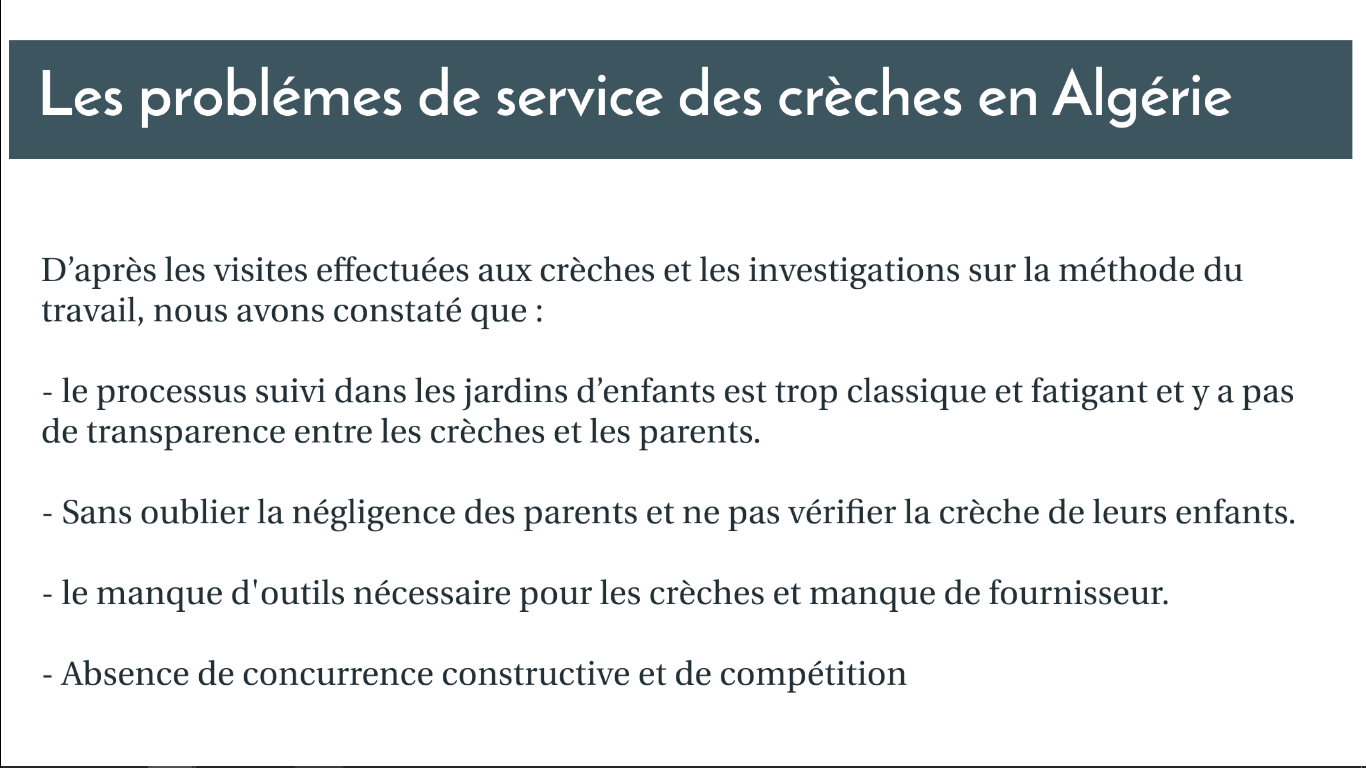 Les problémes de service des crèches en Algérie
D’après les visites effectuées aux crèches et les investigations sur la méthode du
travail, nous avons constaté que :
- le processus suivi dans les jardins d’enfants est trop classique et fatigant et y a pas
de transparence entre les crèches et les parents.
- Sans oublier la négligence des parents et ne pas vérifier la crèche de leurs enfants.
- le manque d'outils nécessaire pour les crèches et manque de fournisseur.
- Absence de concurrence constructive et de compétition